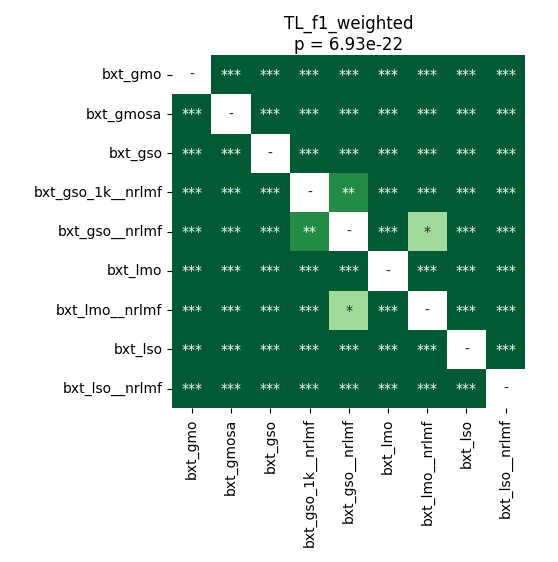 TL_f1_weighted
p = 6.93e-22
bxt_gmo - *** *** *** *** *** *** *** ***
bxt_gmosa *** - *** *** *** *** *** *** ***
bxt_gso *** *** - *** *** *** *** *** ***
bxt_gso_1k__nrlmf *** *** *** - ** *** *** *** ***
bxt_gso__nrlmf *** *** *** ** - *** * *** ***
bxt_lmo *** *** *** *** *** - *** *** ***
bxt_lmo__nrlmf *** *** *** *** * *** - *** ***
bxt_lso *** *** *** *** *** *** *** - ***
bxt_lso__nrlmf *** *** *** *** *** *** *** *** -
bxt_gmo
bxt_gmosa
bxt_gso
bxt_gso_1k__nrlmf
bxt_gso__nrlmf
bxt_lmo
bxt_lmo__nrlmf
bxt_lso
bxt_lso__nrlmf